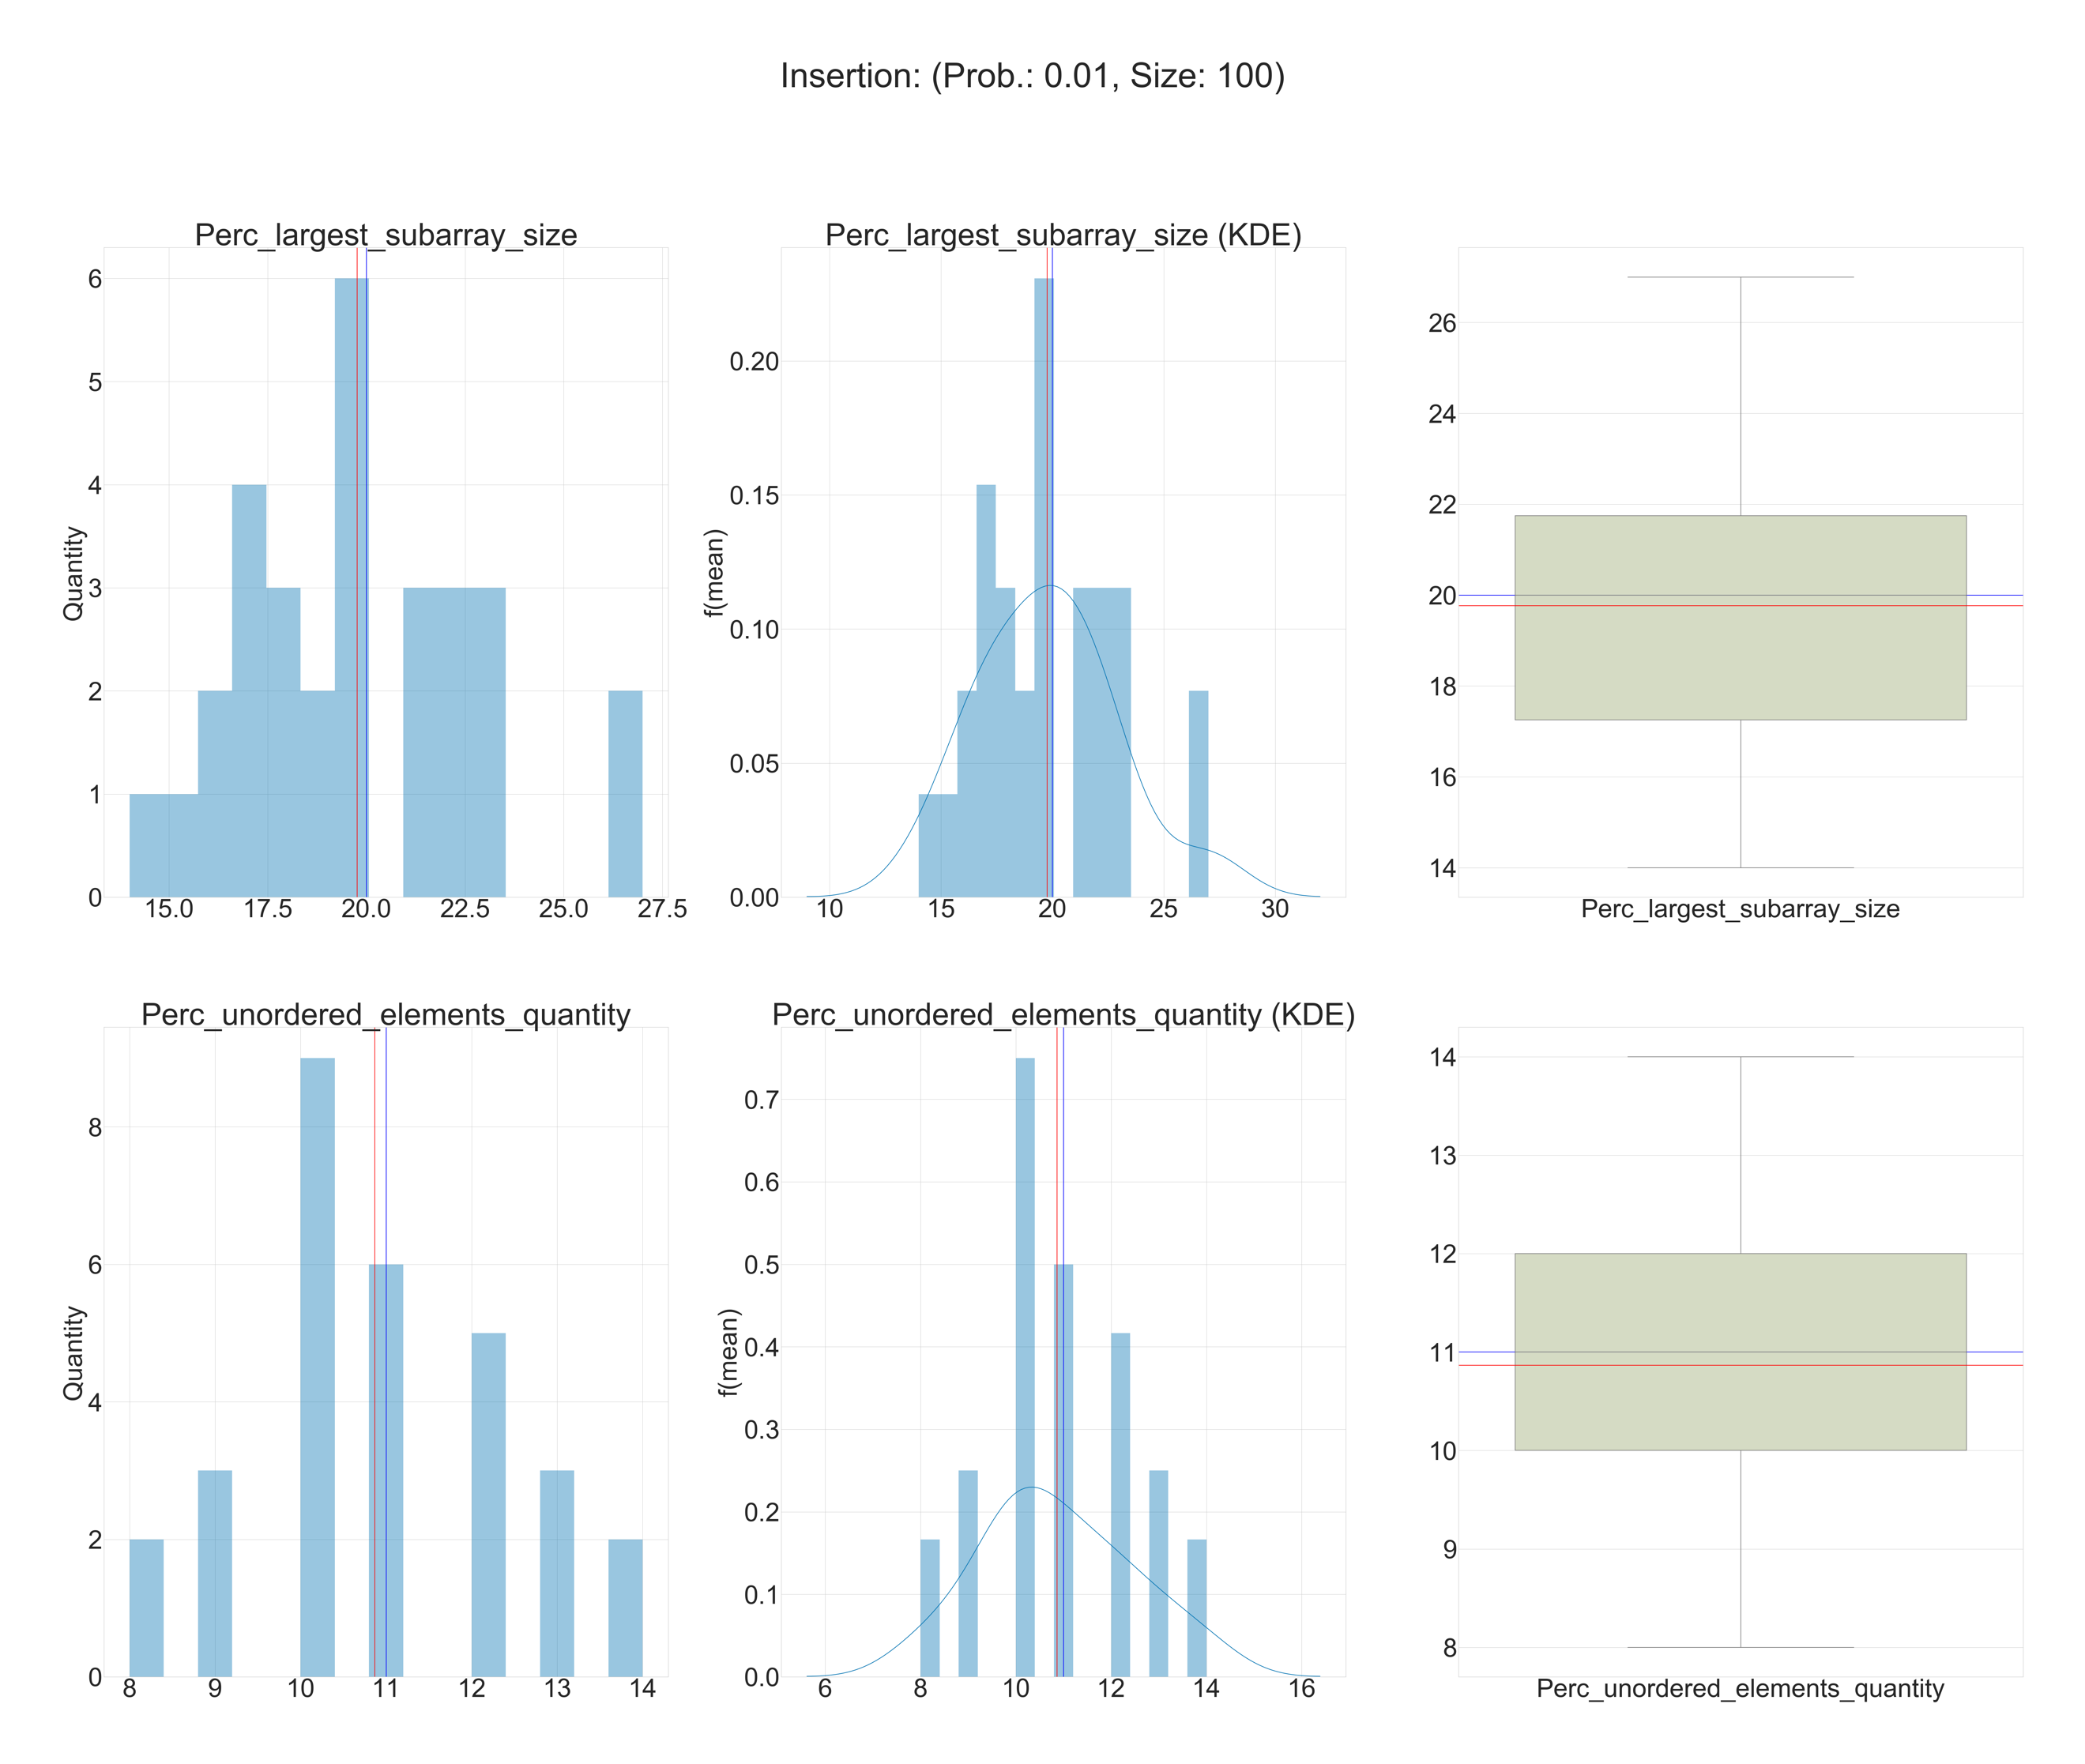 Insertion: (Prob.: 0.01, Size: 100)
Perc_largest_subarray_size
6
5
4
3
2
1
0
Quantity
15.0 17.5 20.0 22.5 25.0 27.5
Perc_largest_subarray_size (KDE)
0.20
0.15
0.10
0.05
0.00
f(mean)
10 15 20 25 30
26
24
22
20
18
16
14
Perc_largest_subarray_size
Perc_unordered_elements_quantity
8
6
4
2
0
Quantity
8 9 10 11 12 13 14
Perc_unordered_elements_quantity (KDE)
0.7
0.6
0.5
0.4
0.3
0.2
0.1
0.0
f(mean)
6 8 10 12 14 16
14
13
12
11
10
9
8
Perc_unordered_elements_quantity